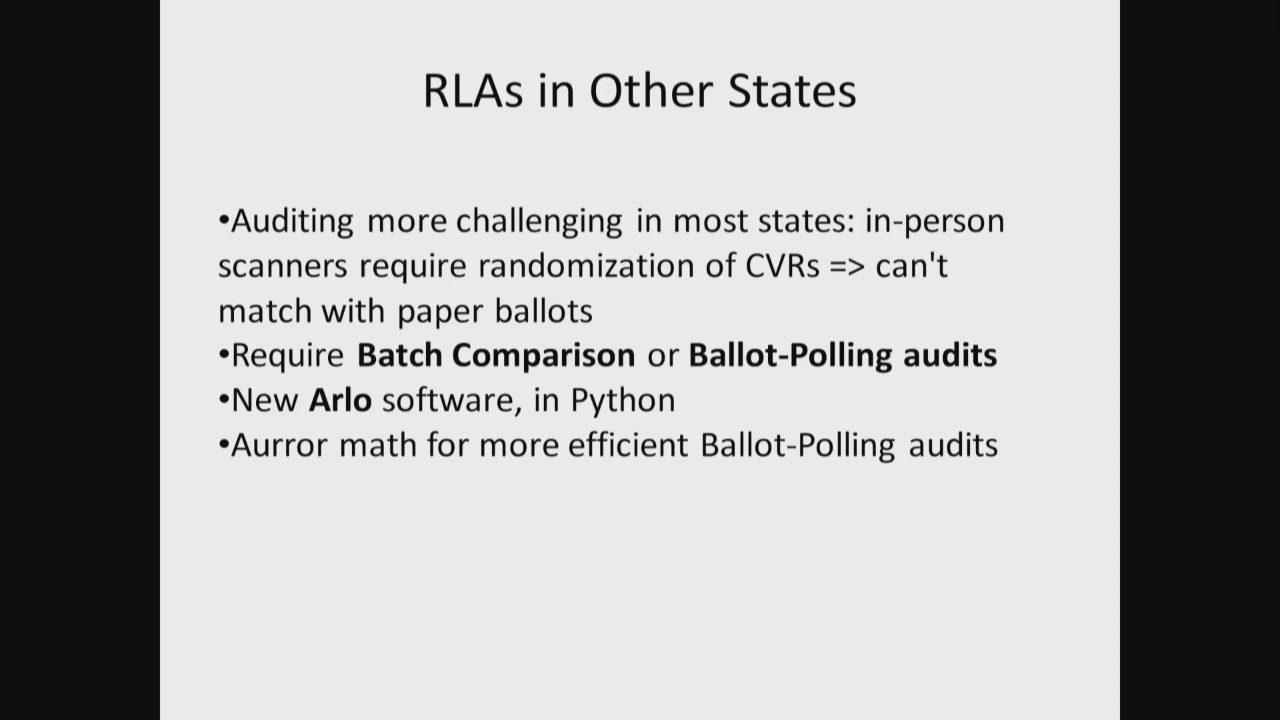 RLAs in Other States
•Auditing more challenging in most states: in-person
scanners require randomization of CVRs => can't
match with paper ballots
•Require Batch Comparison or Ballot-Polling audits
•New Arlo software, in Python
•Aurror math for more efficient Ballot-Polling audits